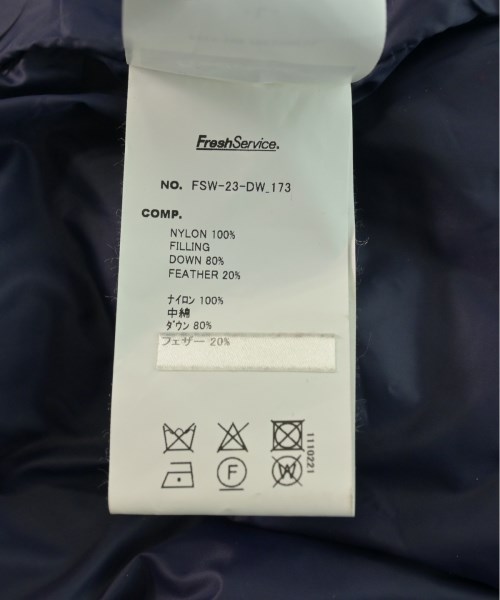 FreshService.
NO. FSW-23-DW_173
COMP.
NYLON 100%
FILLING
DOWN 80%
FEATHER 20%
ﾅｲﾛﾝ 100%
中綿
ﾀﾞｳﾝ 80%
フェザー 20%
1110221
F
W